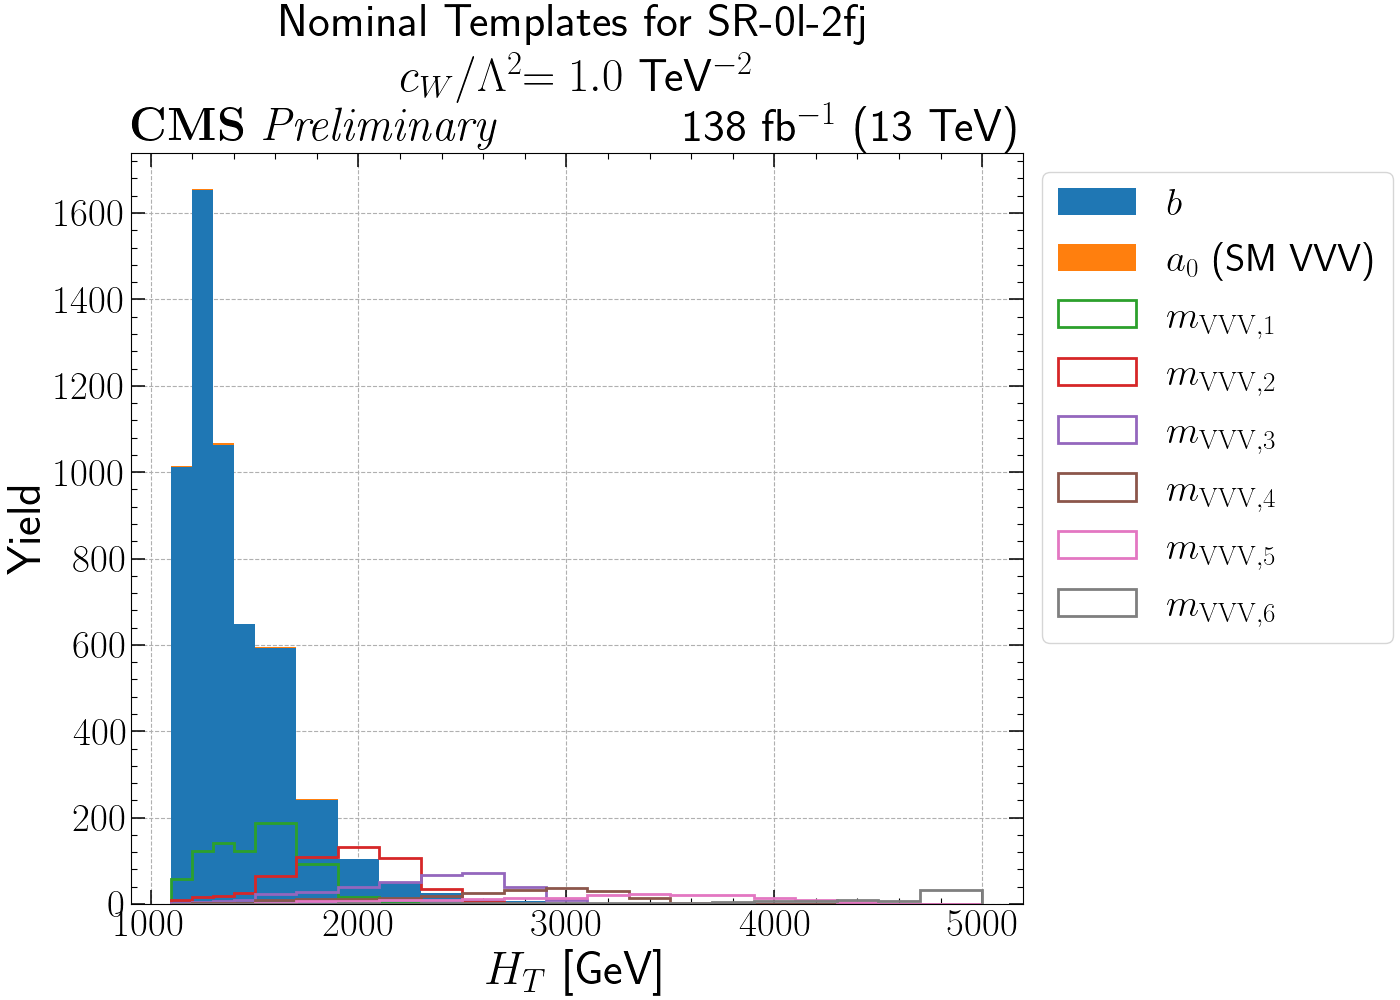 Nominal Templates for SR-0l-2fj
c_W/Λ²= 1.0 TeV⁻²
CMS Preliminary 138 fb⁻¹ (13 TeV)
1600
1400
1200
1000
800
600
400
200
0
Yield
1000 2000 3000 4000 5000
H_T [GeV]
b
a₀ (SM VVV)
m_VVV,1
m_VVV,2
m_VVV,3
m_VVV,4
m_VVV,5
m_VVV,6